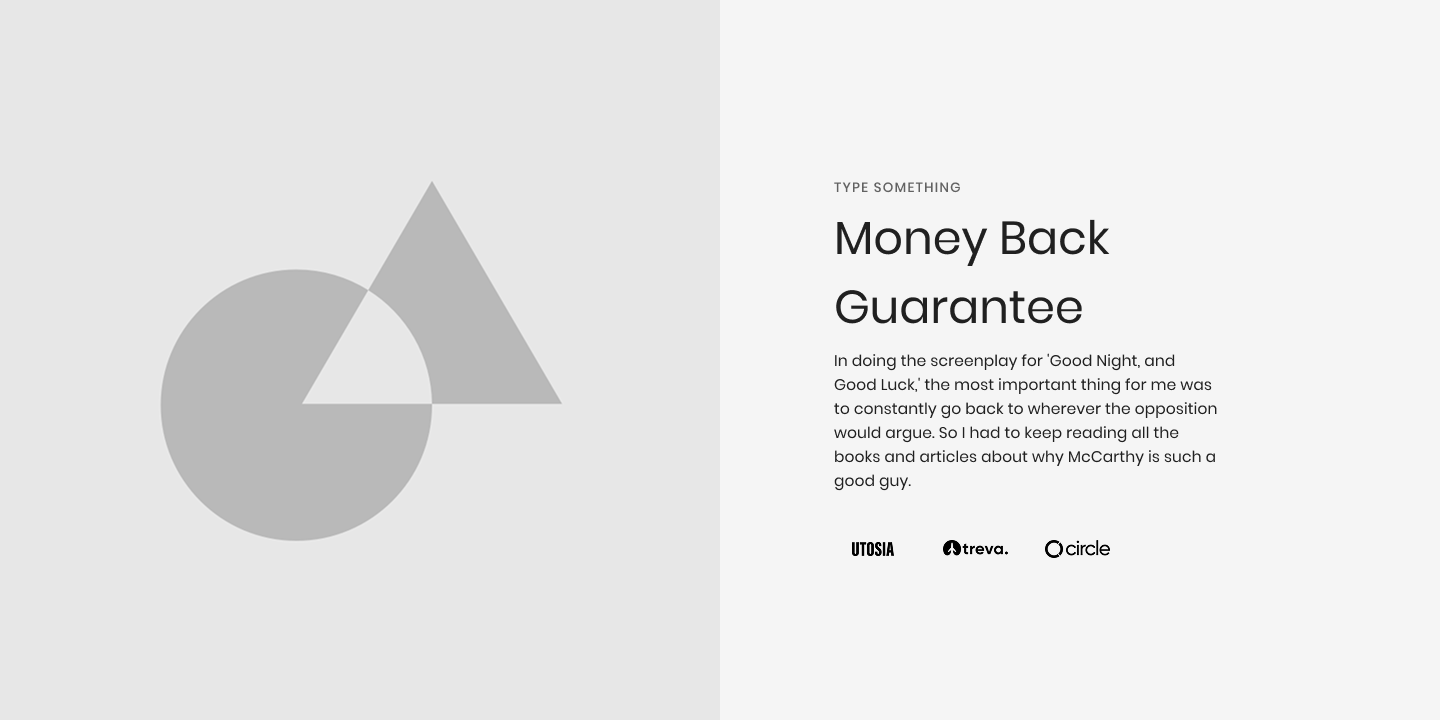 TYPE SOMETHING
Money Back
Guarantee
In doing the screenplay for 'Good Night, and
Good Luck,' the most important thing for me was
to constantly go back to wherever the opposition
would argue. So I had to keep reading all the
books and articles about why McCarthy is such a
good guy.
UTOSIA treva. circle